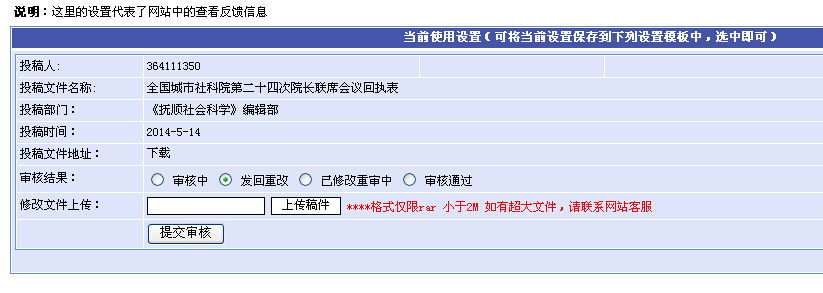 说明：这里的设置代表了网站中的查看反馈信息
当前使用设置（可将当前设置保存到下列设置模板中，选中即可）
投稿人: 364111350
投稿文件名称: 全国城市社科院第二十四次院长联席会议回执表
投稿部门： 《抚顺社会科学》编辑部
投稿时间： 2014-5-14
投稿文件地址： 下载
审核结果： 审核中 发回重改 已修改重审中 审核通过
修改文件上传： 上传稿件 ****格式仅限rar 小于2M 如有超大文件，请联系网站客服
提交审核